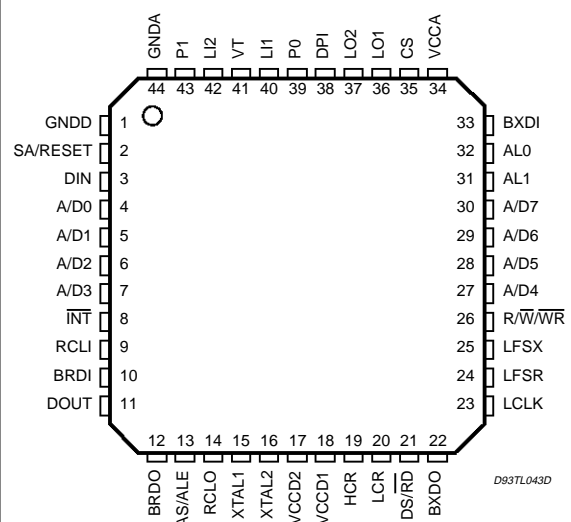 GNDA P1 LI2 VT LI1 P0 DPI LO2 LO1 CS VCCA
44 43 42 41 40 39 38 37 36 35 34
GNDD 1 33 BXDI
SA/RESET 2 32 AL0
DIN 3 31 AL1
A/D0 4 30 A/D7
A/D1 5 29 A/D6
A/D2 6 28 A/D5
A/D3 7 27 A/D4
I̅N̅T̅ 8 26 R/W̅/W̅R̅
RCLI 9 25 LFSX
BRDI 10 24 LFSR
DOUT 11 23 LCLK
12 13 14 15 16 17 18 19 20 21 22
BRDO AS/ALE RCLO XTAL1 XTAL2 VCCD2 VCCD1 HCR LCR D̅S̅/R̅D̅ BXDO
D93TL043D